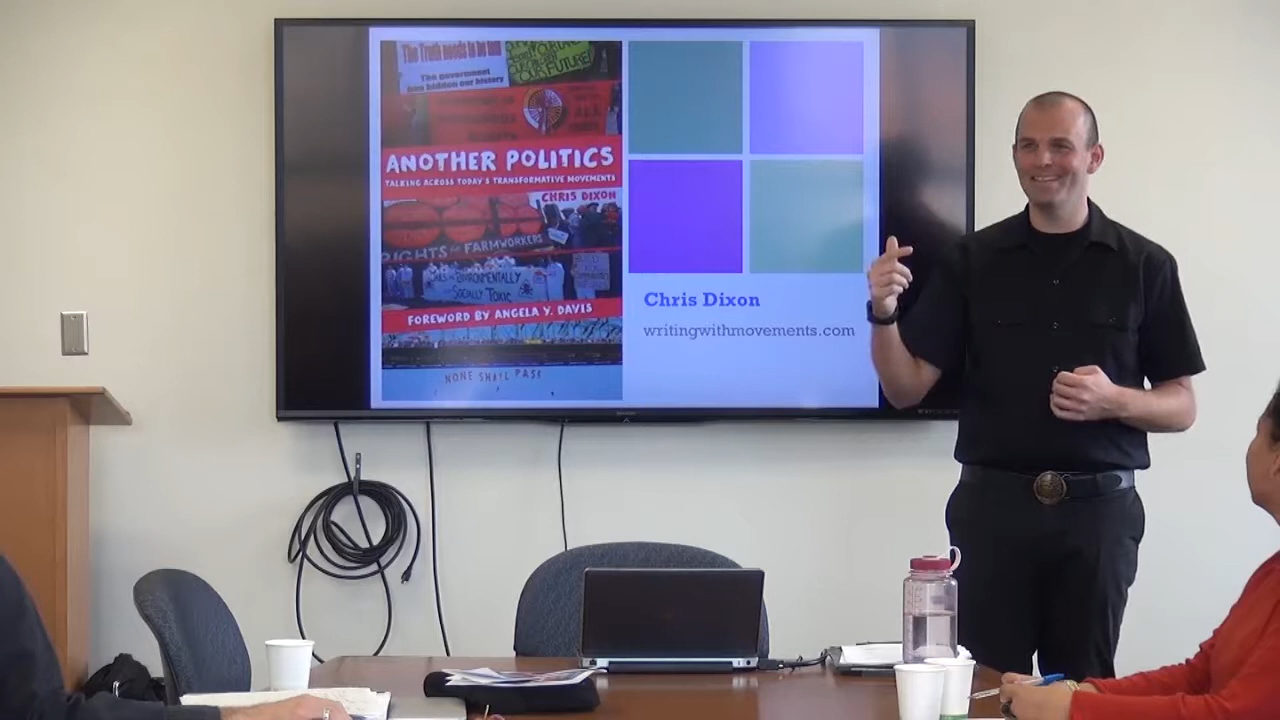 The Truth needs to be told
The government
has hidden our history
OUR FUTURE!
ANOTHER POLITICS
TALKING ACROSS TODAY'S TRANSFORMATIVE MOVEMENTS
CHRIS DIXON
RIGHTS for FARMWORKERS
ENVIRONMENTALLY
SOCIALLY TOXIC
FOREWORD BY ANGELA Y. DAVIS
NONE SHALL PASS
Chris Dixon
writingwithmovements.com